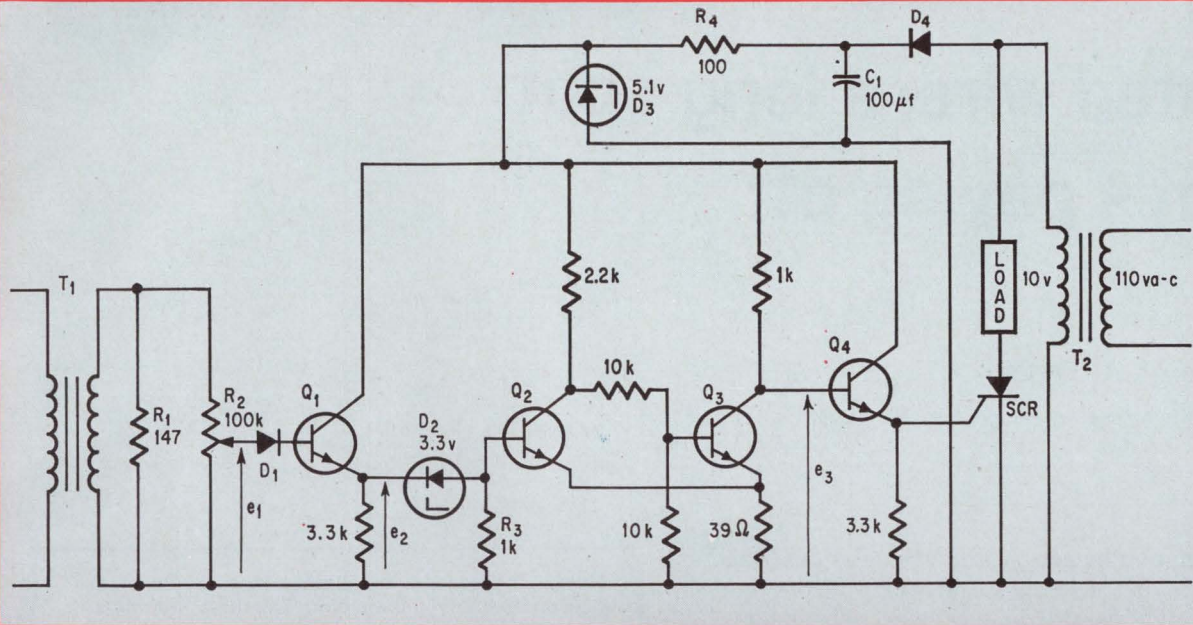 R4
100
D4
5.1v
D3
C1
100µf
T1
2.2k
1k
LOAD
10v
110va-c
T2
R2
100k
R1
147
D1
Q1
D2
3.3v
10k
Q2
Q3
Q4
SCR
e1
3.3k
e2
R3
1k
10k
39Ω
e3
3.3k